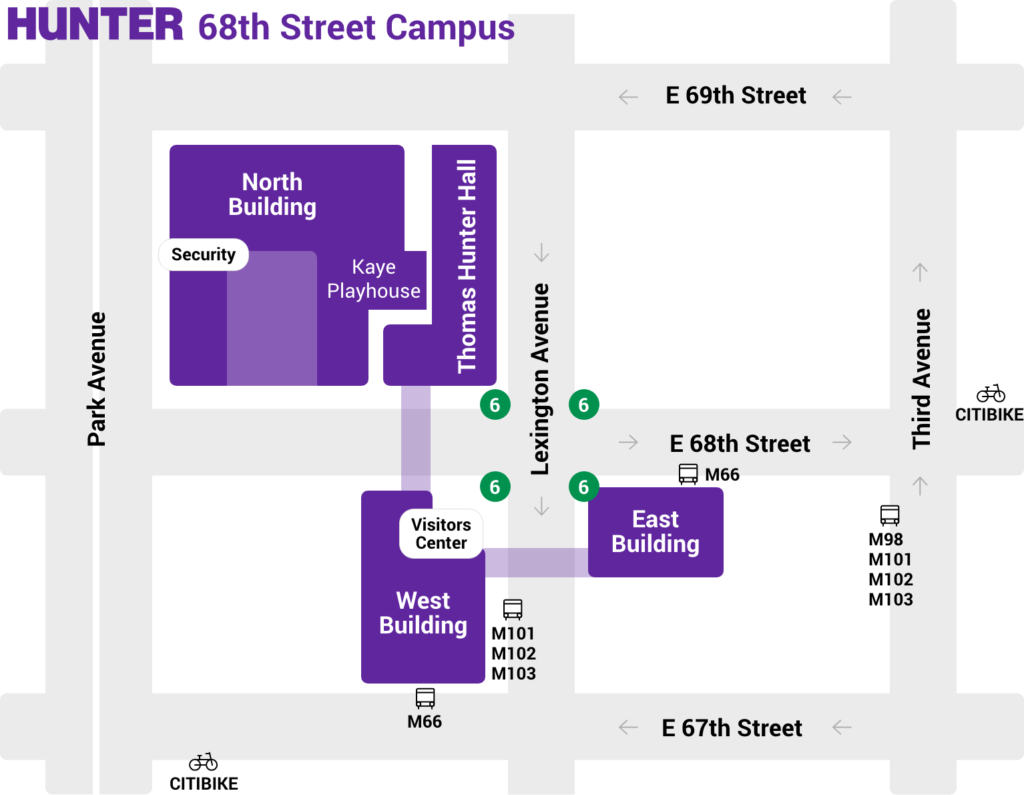 HUNTER 68th Street Campus
E 69th Street
North
Building
Thomas Hunter Hall
Security
Kaye
Playhouse
Park Avenue
Lexington Avenue
Third Avenue
6
6
CITIBIKE
E 68th Street
6
6
M66
Visitors
Center
East
Building
M98
M101
M102
M103
West
Building
M101
M102
M103
M66
E 67th Street
CITIBIKE